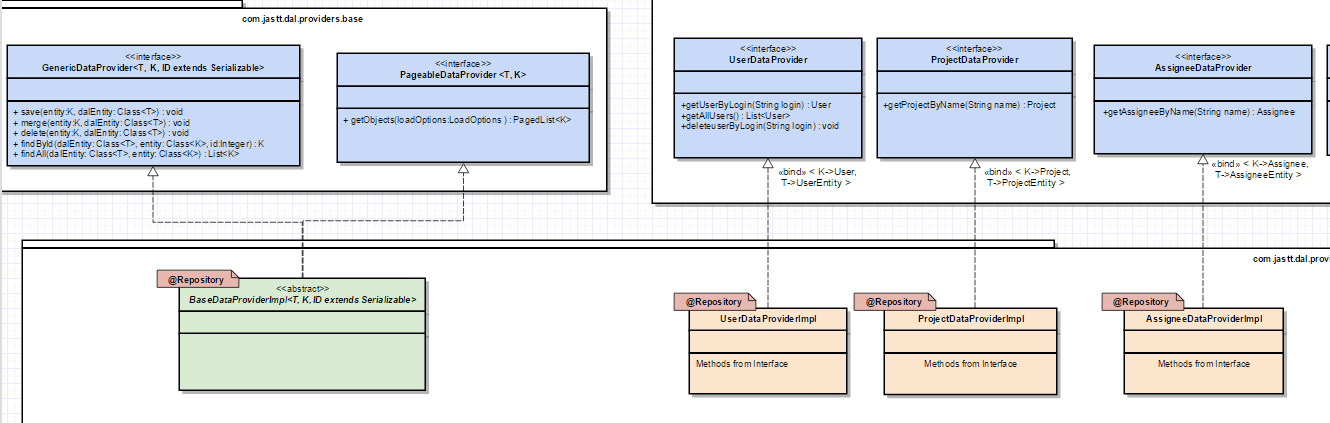 com.jastt.dal.providers.base
<<interface>>
GenericDataProvider<T, K, ID extends Serializable>
+ save(entity:K, dalEntity: Class<T>) : void
+ merge(entity:K, dalEntity: Class<T>) : void
+ delete(entity:K, dalEntity: Class<T>) : void
+ findById(dalEntity: Class<T>, entity: Class<K>, id:Integer) : K
+ findAll(dalEntity: Class<T>, entity: Class<K>) : List<K>
<<interface>>
PageableDataProvider <T, K>
+ getObjects(loadOptions:LoadOptions ) : PagedList<K>
<<interface>>
UserDataProvider
+getUserByLogin(String login) : User
+getAllUsers() : List<User>
+deleteuserByLogin(String login) : void
<<interface>>
ProjectDataProvider
+getProjectByName(String name) : Project
<<interface>>
AssigneeDataProvider
+getAssigneeByName(String name) : Assignee
«bind» < K->User,
T->UserEntity >
«bind» < K->Project,
T->ProjectEntity >
«bind» < K->Assignee,
T->AssigneeEntity >
com.jastt.dal.provi
@Repository
<<abstract>>
BaseDataProviderImpl<T, K, ID extends Serializable>
@Repository
UserDataProviderImpl
Methods from Interface
@Repository
ProjectDataProviderImpl
Methods from Interface
@Repository
AssigneeDataProviderImpl
Methods from Interface